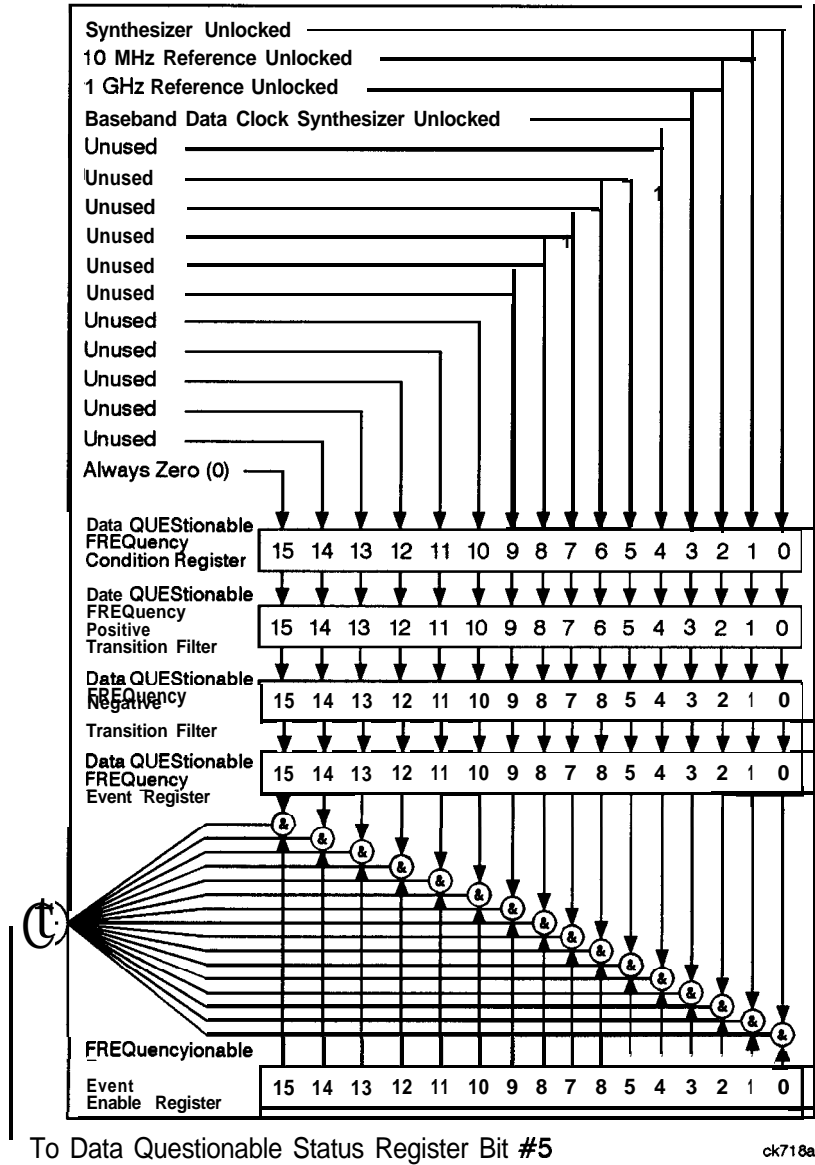 Synthesizer Unlocked
10 MHz Reference Unlocked
1 GHz Reference Unlocked
Baseband Data Clock Synthesizer Unlocked
Unused
Unused
1
Unused
Unused
1
Unused
Unused
Unused
Unused
Unused
Unused
Unused
Always Zero (0)
Data QUEStionable
FREQuency
Condition Register
15 14 13 12 11 10 9 8 7 6 5 4 3 2 1 0
Date QUEStionable
FREQuency
Positive
Transition Filter
15 14 13 12 11 10 9 8 7 6 5 4 3 2 1 0
Data QUEStionable
FREQuency
Negative
Transition Filter
15 14 13 12 11 10 9 8 7 8 5 4 3 2 1 0
Data QUEStionable
FREQuency
Event Register
15 14 13 12 11 10 9 8 7 8 5 4 3 2 1 0
& & & & & & & & & & & & & & & &
(t)
FREQuencyionable
Event
Enable Register
15 14 13 12 11 10 9 8 7 8 5 4 3 2 1 0
To Data Questionable Status Register Bit #5
ck718a